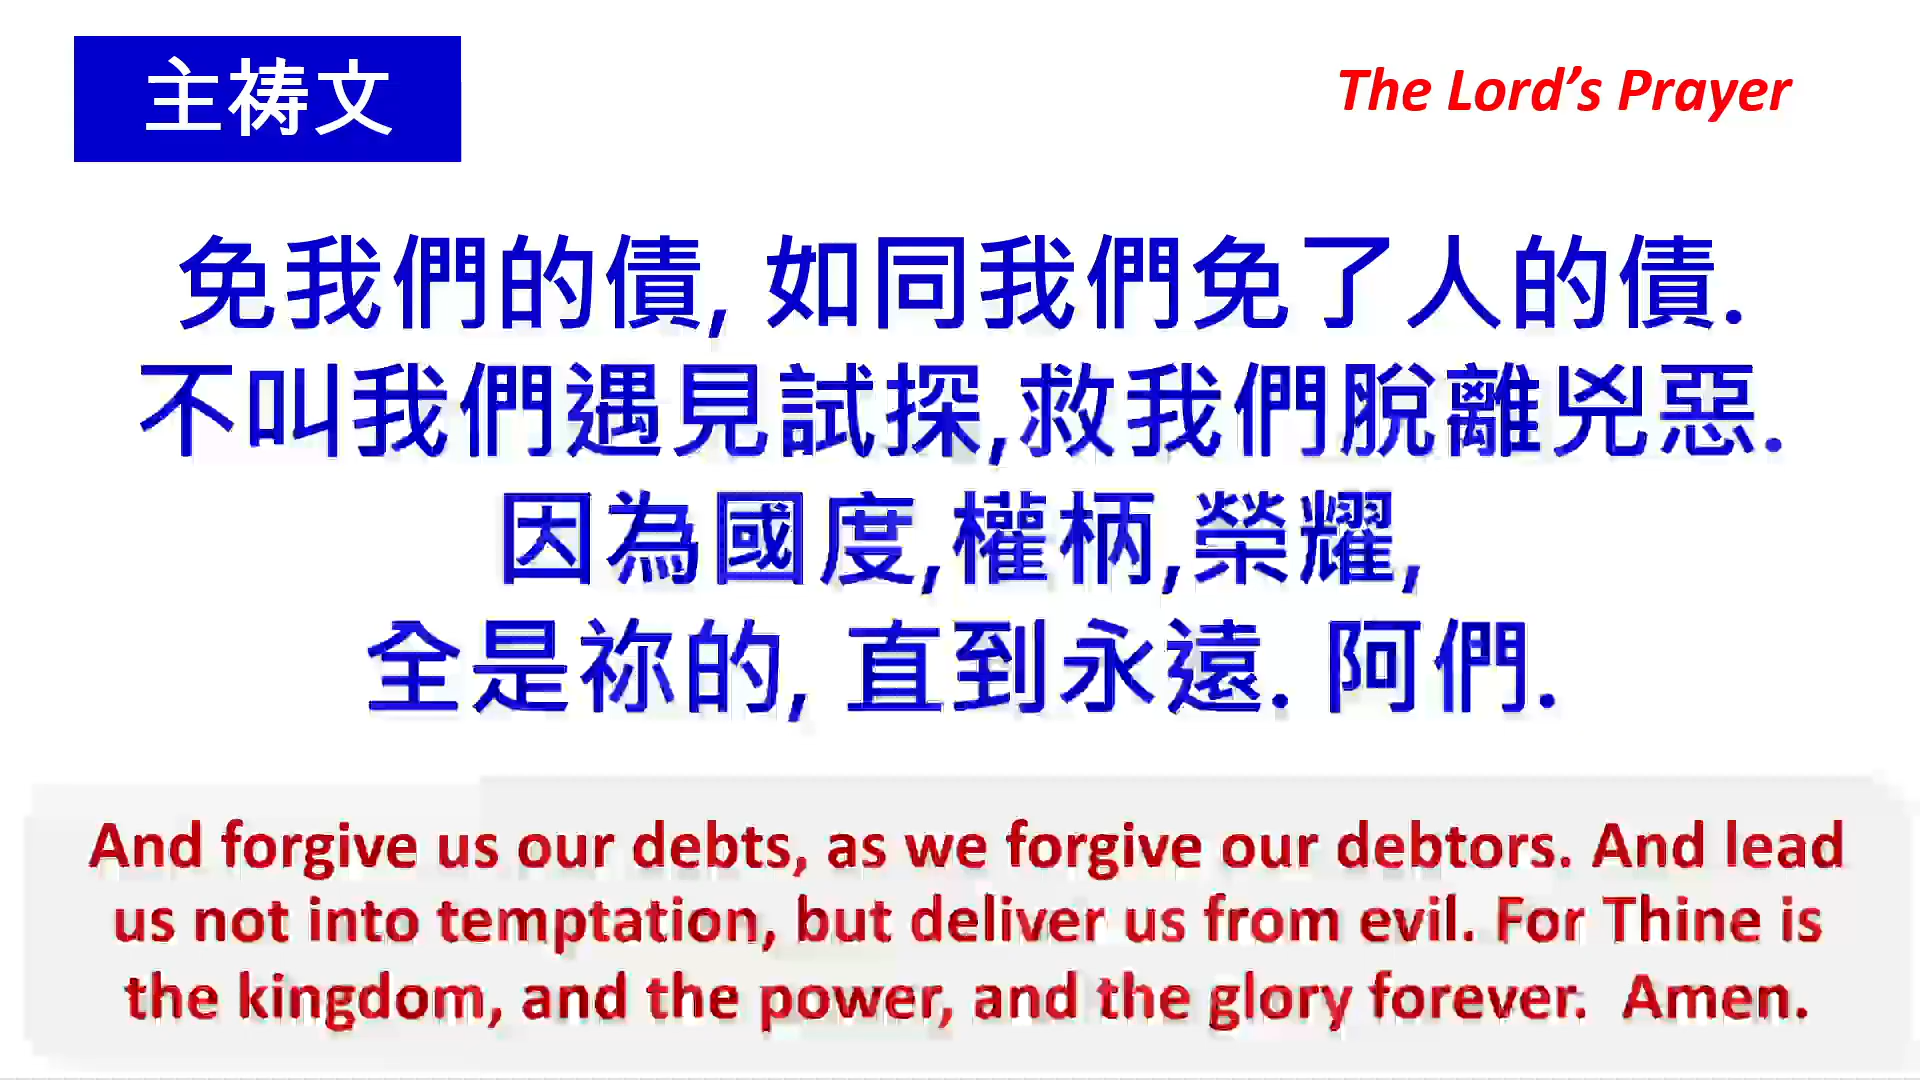 主祷文
The Lord’s Prayer
免我們的債, 如同我們免了人的債.
不叫我們遇見試探,救我們脫離兇惡.
因為國度,權柄,榮耀,
全是祢的, 直到永遠. 阿們.
And forgive us our debts, as we forgive our debtors. And lead
us not into temptation, but deliver us from evil. For Thine is
the kingdom, and the power, and the glory forever.  Amen.